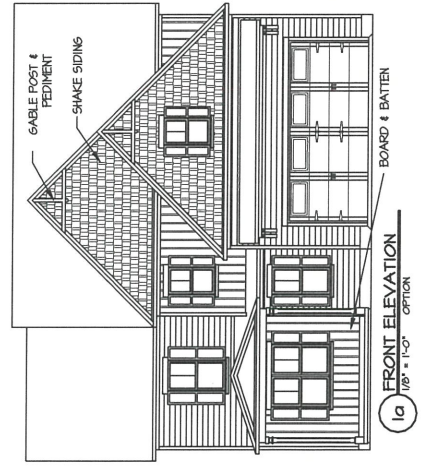 GABLE POST &
PEDIMENT
SHAKE SIDING
BOARD & BATTEN
1a
FRONT ELEVATION
1/8" = 1'-0" OPTION